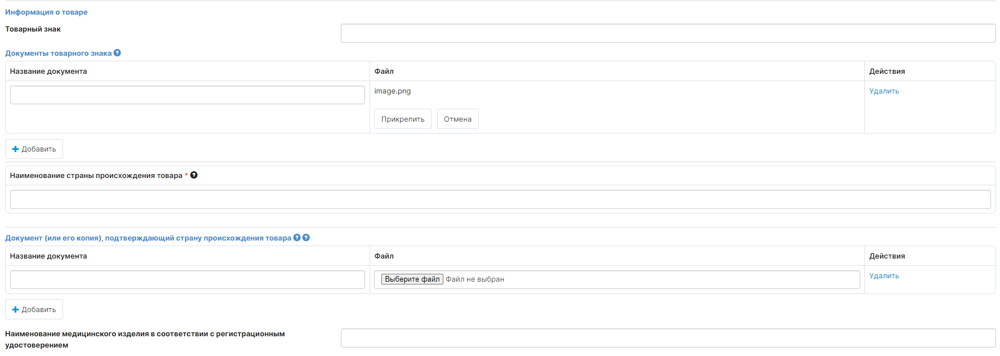 Информация о товаре
Товарный знак
Документы товарного знака ?
Название документа Файл Действия
image.png Удалить
Прикрепить Отмена
+ Добавить
Наименование страны происхождения товара * ?
Документ (или его копия), подтверждающий страну происхождения товара ? ?
Название документа Файл Действия
Выберите файл Файл не выбран Удалить
+ Добавить
Наименование медицинского изделия в соответствии с регистрационным
удостоверением